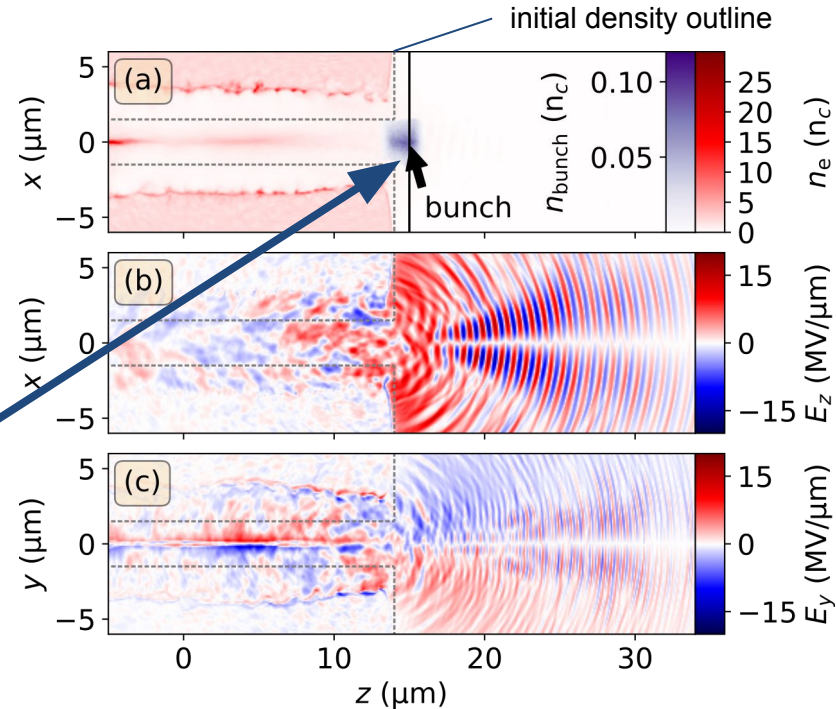 initial density outline
(a)
5
0
−5
x (μm)
bunch
n_bunch (n_c)
0.10
0.05
25
20
15
10
5
0
n_e (n_c)
(b)
5
0
−5
x (μm)
15
0
−15
E_z (MV/μm)
(c)
5
0
−5
y (μm)
15
0
−15
E_y (MV/μm)
0
10
20
30
z (μm)